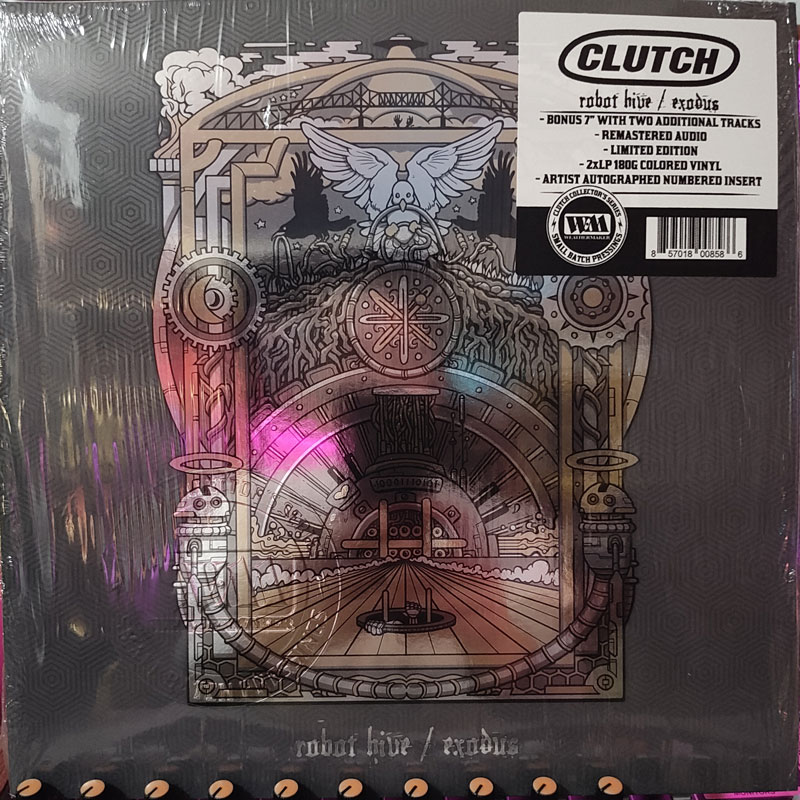 CLUTCH
robot hive / exodus
- BONUS 7" WITH TWO ADDITIONAL TRACKS
- REMASTERED AUDIO
- LIMITED EDITION
- 2xLP 180G COLORED VINYL
- ARTIST AUTOGRAPHED NUMBERED INSERT
CLUTCH COLLECTOR'S SERIES
WM
WEATHERMAKER
SMALL BATCH PRESSINGS
8 57018 00858 6
robot hive / exodus